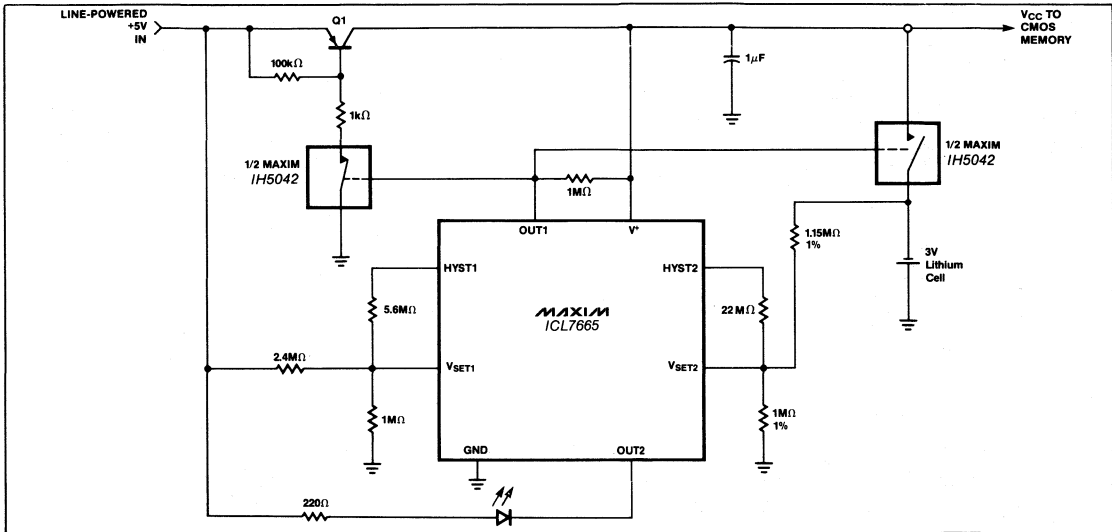 LINE-POWERED
+5V
IN
Q1
VCC TO
CMOS
MEMORY
100kΩ
1µF
1kΩ
1/2 MAXIM
IH5042
1/2 MAXIM
IH5042
1MΩ
OUT1
V+
1.15MΩ
1%
3V
Lithium
Cell
HYST1
HYST2
5.6MΩ
MAXIM
ICL7665
22MΩ
2.4MΩ
VSET1
VSET2
1MΩ
1MΩ
1%
GND
OUT2
220Ω